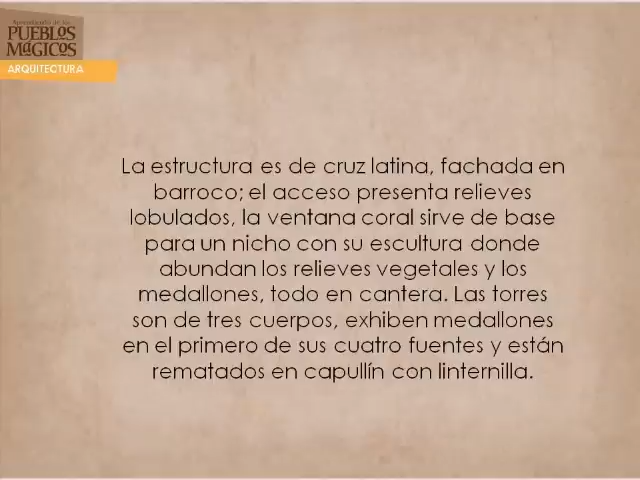 Aprendiendo de los
PUEBLOS
MáGICOS
ARQUITECTURA
La estructura es de cruz latina, fachada en
barroco; el acceso presenta relieves
lobulados, la ventana coral sirve de base
para un nicho con su escultura donde
abundan los relieves vegetales y los
medallones, todo en cantera. Las torres
son de tres cuerpos, exhiben medallones
en el primero de sus cuatro fuentes y están
rematados en capullín con linternilla.